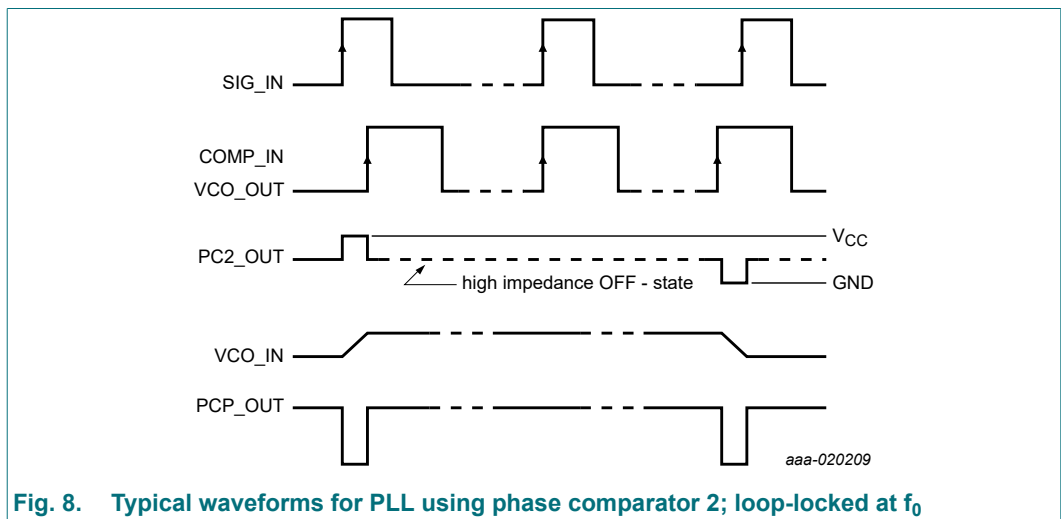 SIG_IN
COMP_IN
VCO_OUT
PC2_OUT
VCC
high impedance OFF - state
GND
VCO_IN
PCP_OUT
aaa-020209
Fig. 8. Typical waveforms for PLL using phase comparator 2; loop-locked at f0